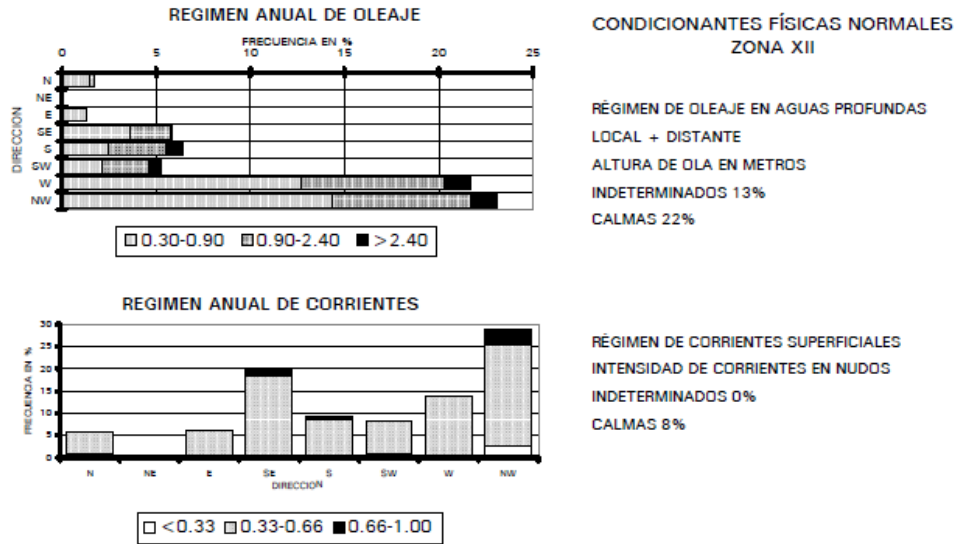 REGIMEN ANUAL DE OLEAJE
FRECUENCIA EN %
0 5 10 15 20 25
DIRECCION
N
NE
E
SE
S
SW
W
NW
0.30-0.90 0.90-2.40 >2.40
CONDICIONANTES FÍSICAS NORMALES
ZONA XII
RÉGIMEN DE OLEAJE EN AGUAS PROFUNDAS
LOCAL + DISTANTE
ALTURA DE OLA EN METROS
INDETERMINADOS 13%
CALMAS 22%
REGIMEN ANUAL DE CORRIENTES
FRECUENCIA EN %
30
25
20
15
10
5
0
N NE E SE S SW W NW
DIRECCION
<0.33 0.33-0.66 0.66-1.00
RÉGIMEN DE CORRIENTES SUPERFICIALES
INTENSIDAD DE CORRIENTES EN NUDOS
INDETERMINADOS 0%
CALMAS 8%